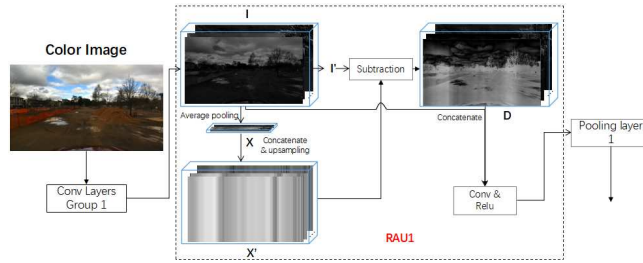 I
Color Image
I'
Subtraction
Average pooling
X
Concatenate
& upsampling
Concatenate
D
Pooling layer
1
Conv Layers
Group 1
Conv &
Relu
RAU1
X'